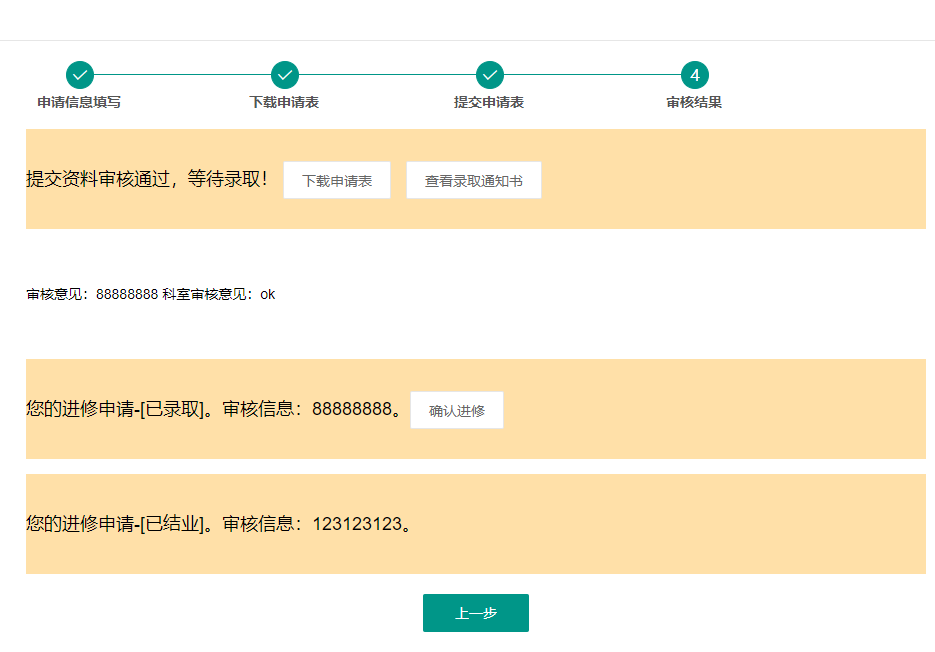 4
申请信息填写 下载申请表 提交申请表 审核结果
提交资料审核通过，等待录取！ 下载申请表 查看录取通知书
审核意见：88888888 科室审核意见：ok
您的进修申请-[已录取]。审核信息：88888888。 确认进修
您的进修申请-[已结业]。审核信息：123123123。
上一步